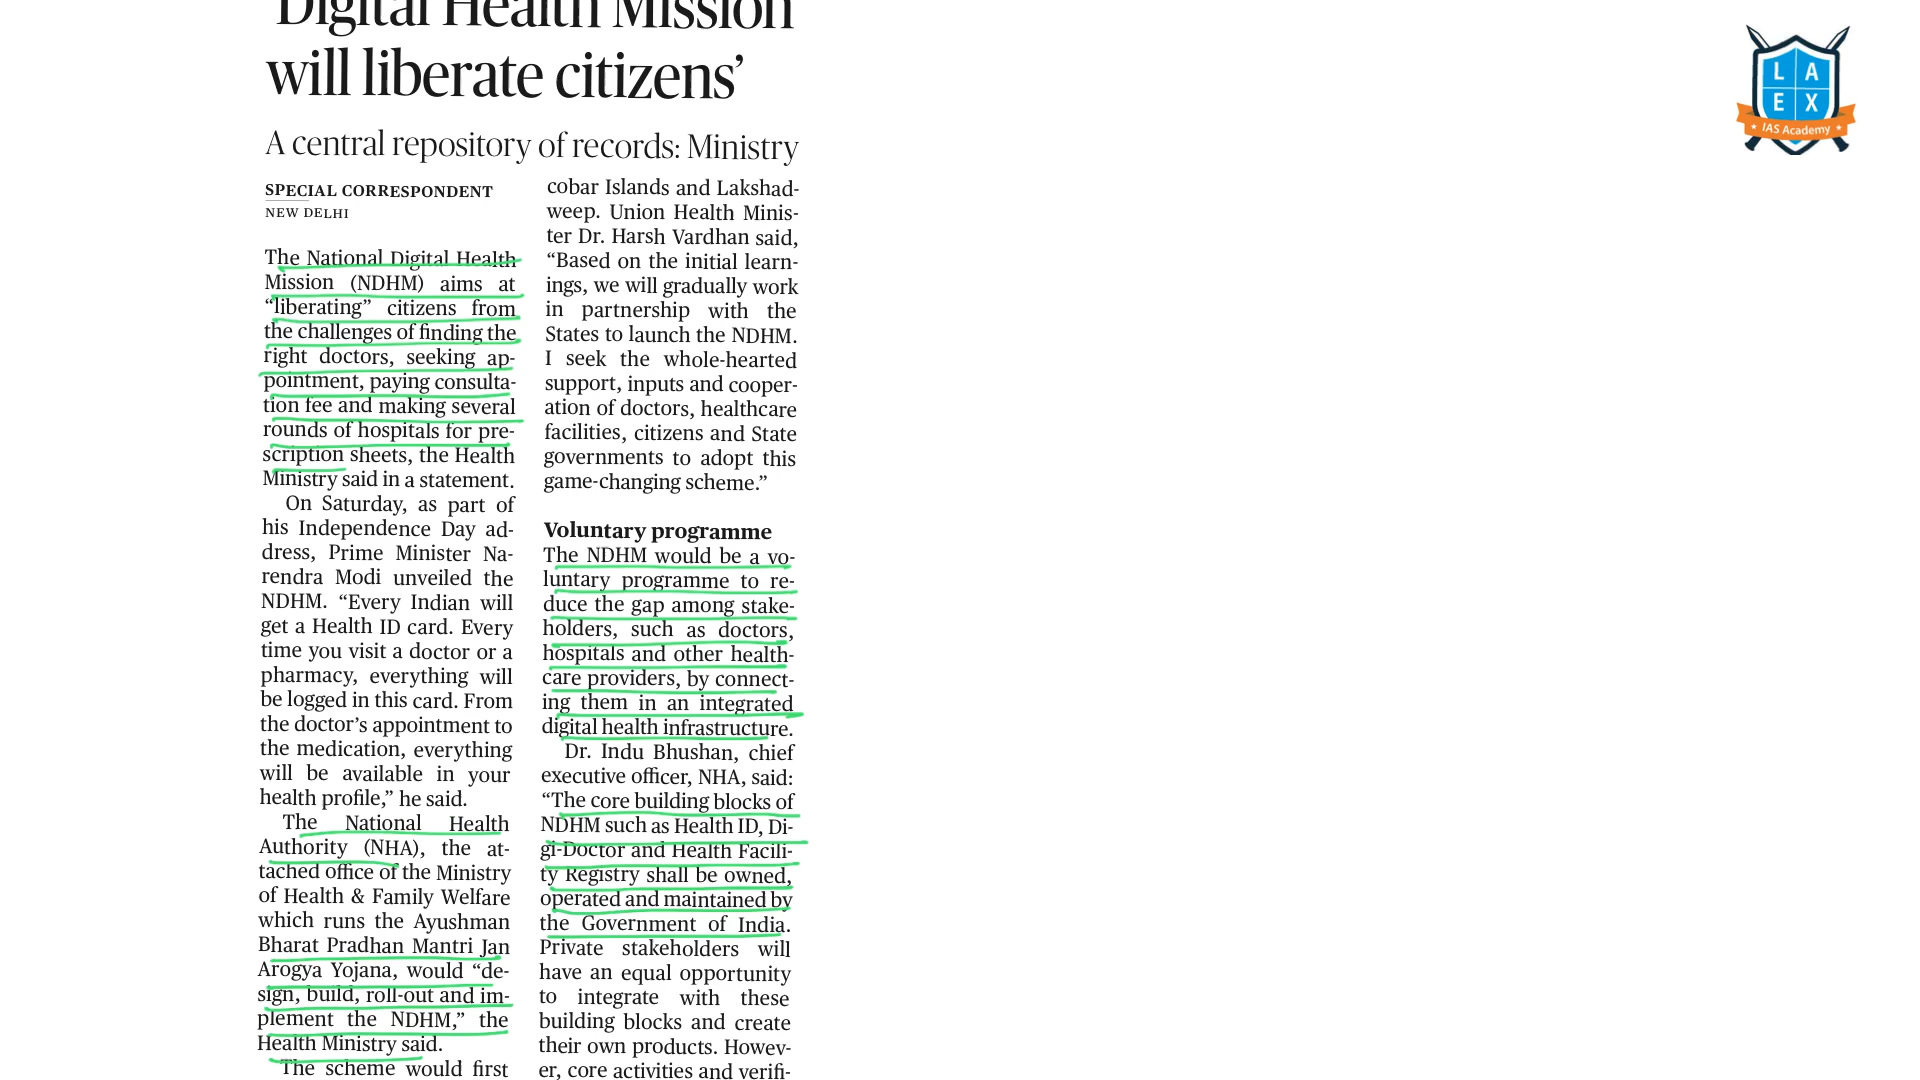 'Digital Health Mission
will liberate citizens’
A central repository of records: Ministry
SPECIAL CORRESPONDENT
NEW DELHI
The National Digital Health
Mission (NDHM) aims at
“liberating” citizens from
the challenges of finding the
right doctors, seeking ap-
pointment, paying consulta-
tion fee and making several
rounds of hospitals for pre-
scription sheets, the Health
Ministry said in a statement.
On Saturday, as part of
his Independence Day ad-
dress, Prime Minister Na-
rendra Modi unveiled the
NDHM. “Every Indian will
get a Health ID card. Every
time you visit a doctor or a
pharmacy, everything will
be logged in this card. From
the doctor’s appointment to
the medication, everything
will be available in your
health profile,” he said.
The National Health
Authority (NHA), the at-
tached office of the Ministry
of Health & Family Welfare
which runs the Ayushman
Bharat Pradhan Mantri Jan
Arogya Yojana, would “de-
sign, build, roll-out and im-
plement the NDHM,” the
Health Ministry said.
The scheme would first
cobar Islands and Lakshad-
weep. Union Health Minis-
ter Dr. Harsh Vardhan said,
“Based on the initial learn-
ings, we will gradually work
in partnership with the
States to launch the NDHM.
I seek the whole-hearted
support, inputs and cooper-
ation of doctors, healthcare
facilities, citizens and State
governments to adopt this
game-changing scheme.”
Voluntary programme
The NDHM would be a vo-
luntary programme to re-
duce the gap among stake-
holders, such as doctors,
hospitals and other health-
care providers, by connect-
ing them in an integrated
digital health infrastructure.
Dr. Indu Bhushan, chief
executive officer, NHA, said:
“The core building blocks of
NDHM such as Health ID, Di-
gi-Doctor and Health Facili-
ty Registry shall be owned,
operated and maintained by
the Government of India.
Private stakeholders will
have an equal opportunity
to integrate with these
building blocks and create
their own products. Howev-
er, core activities and verifi-
L A
E X
IAS Academy